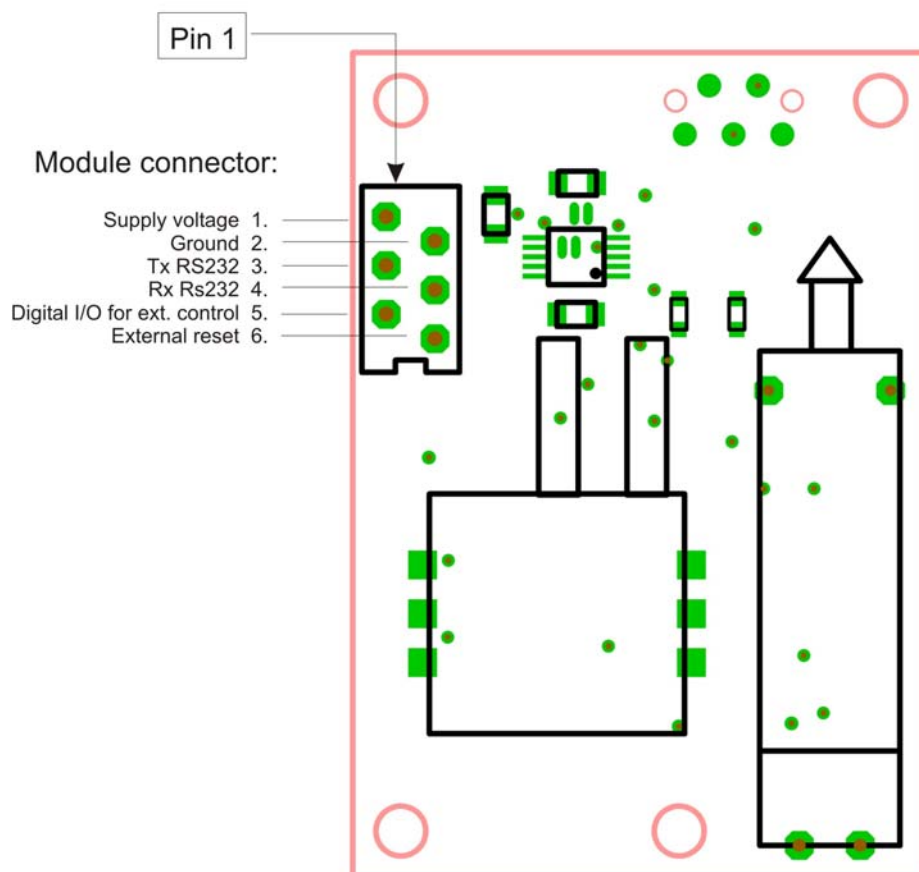 Pin 1
Module connector:
Supply voltage 1.
Ground 2.
Tx RS232 3.
Rx Rs232 4.
Digital I/O for ext. control 5.
External reset 6.